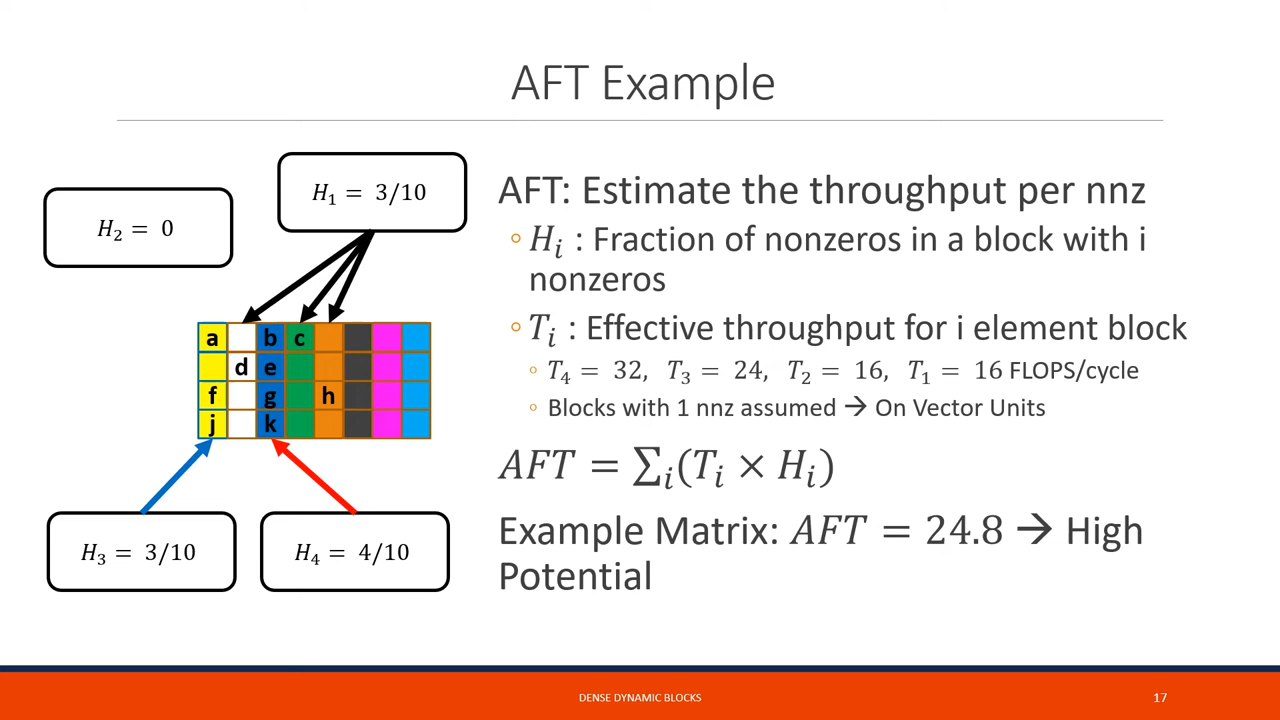 AFT Example
H₁ = 3/10
H₂ = 0
a b c
d e
f g h
j k
H₃ = 3/10
H₄ = 4/10
AFT: Estimate the throughput per nnz
◦ Hᵢ : Fraction of nonzeros in a block with i
nonzeros
◦ Tᵢ : Effective throughput for i element block
◦ T₄ = 32, T₃ = 24, T₂ = 16, T₁ = 16 FLOPS/cycle
◦ Blocks with 1 nnz assumed → On Vector Units
AFT = ∑ᵢ(Tᵢ × Hᵢ)
Example Matrix: AFT = 24.8 → High
Potential
DENSE DYNAMIC BLOCKS
17